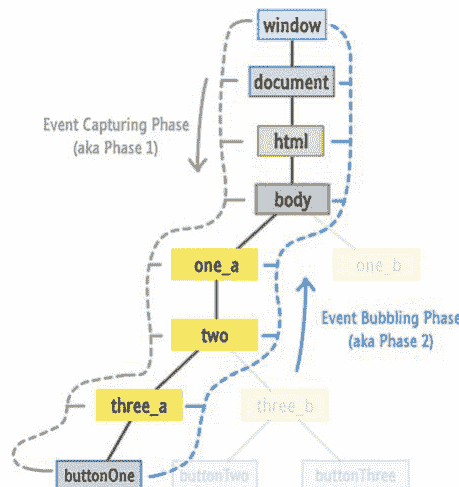 window
document
Event Capturing Phase
(aka Phase 1)
html
body
one_a
one_b
Event Bubbling Phase
(aka Phase 2)
two
three_a
three_b
buttonOne
buttonTwo
buttonThree